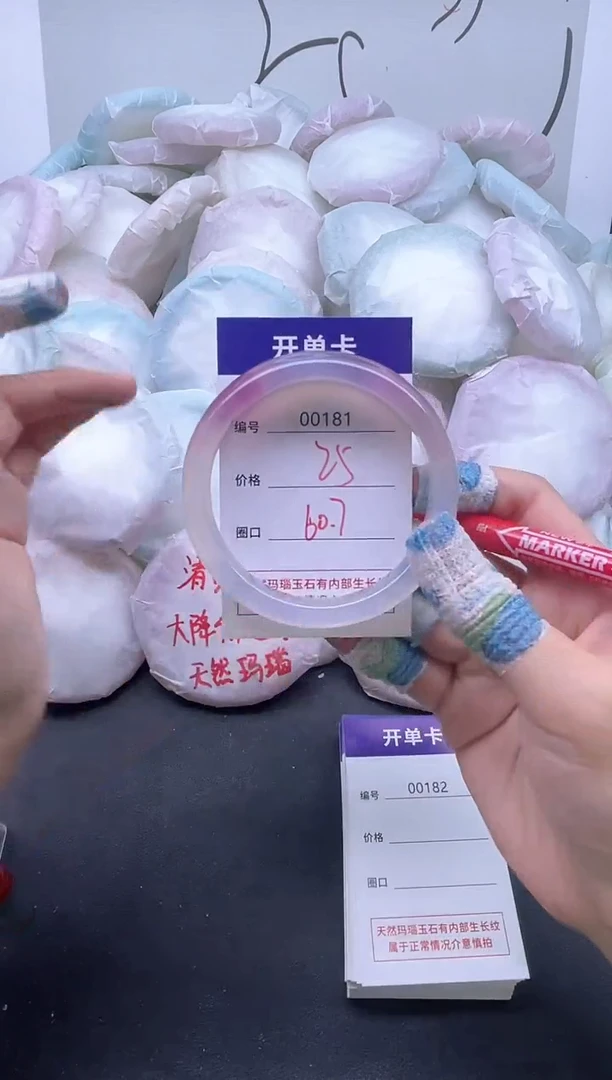 开单卡
编号 00181
价格 25
圈口 60.7
玛瑙玉石有内部生长纹
MARKER
大降
天然玛瑙
开单卡
编号 00182
价格
圈口
天然玛瑙玉石有内部生长纹
属于正常情况介意慎拍